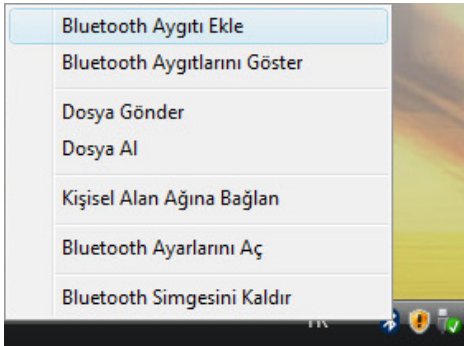 Bluetooth Aygıtı Ekle
Bluetooth Aygıtlarını Göster
Dosya Gönder
Dosya Al
Kişisel Alan Ağına Bağlan
Bluetooth Ayarlarını Aç
Bluetooth Simgesini Kaldır